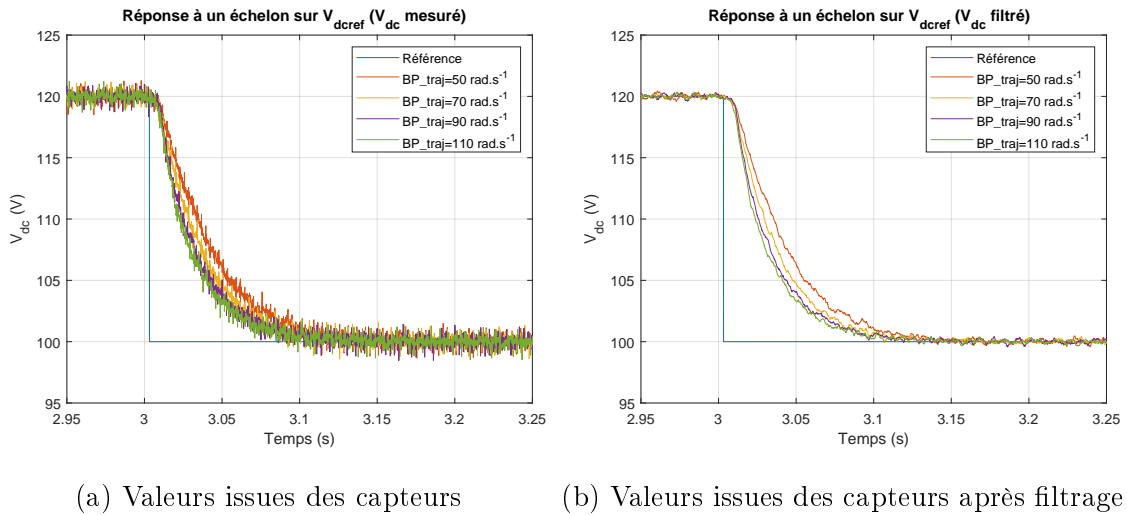 Réponse à un échelon sur V_dcref (V_dc mesuré)
125
120
115
110
105
100
95
V_dc (V)
2.95 3 3.05 3.1 3.15 3.2 3.25
Temps (s)
Référence
BP_traj=50 rad.s⁻¹
BP_traj=70 rad.s⁻¹
BP_traj=90 rad.s⁻¹
BP_traj=110 rad.s⁻¹
(a) Valeurs issues des capteurs
Réponse à un échelon sur V_dcref (V_dc filtré)
125
120
115
110
105
100
95
V_dc (V)
2.95 3 3.05 3.1 3.15 3.2 3.25
Temps (s)
Référence
BP_traj=50 rad.s⁻¹
BP_traj=70 rad.s⁻¹
BP_traj=90 rad.s⁻¹
BP_traj=110 rad.s⁻¹
(b) Valeurs issues des capteurs après filtrage